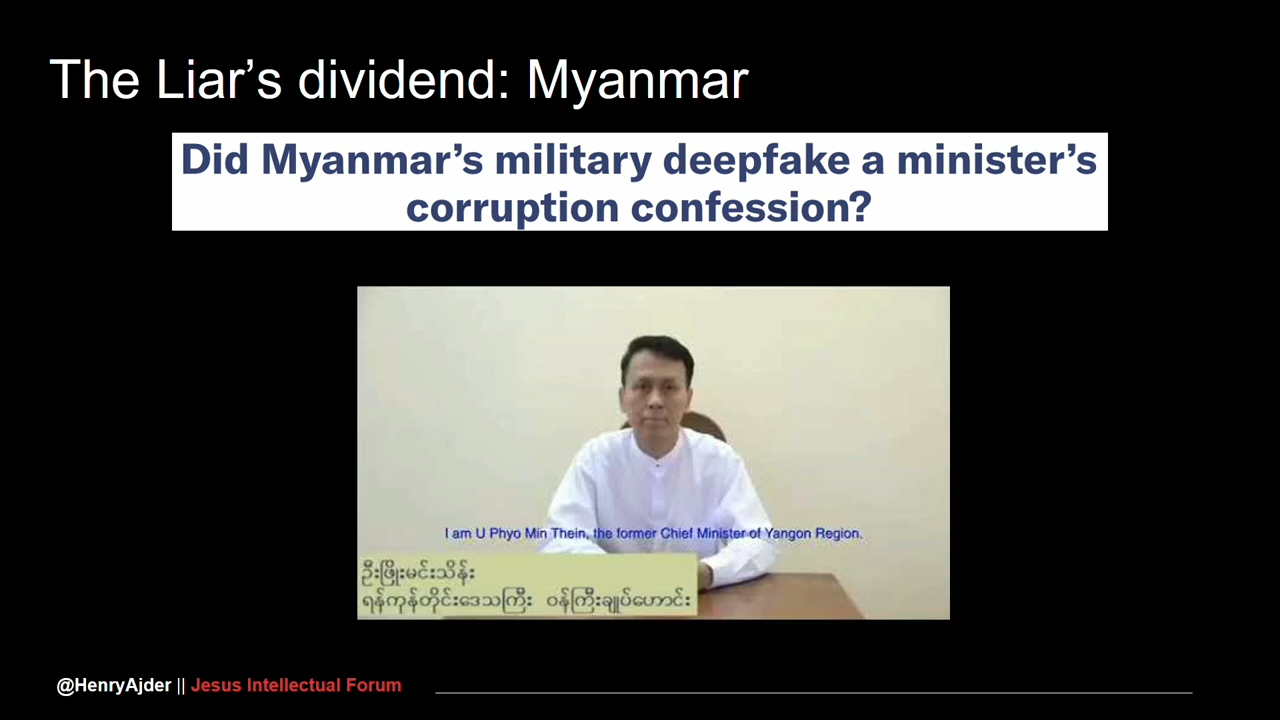 The Liar’s dividend: Myanmar
Did Myanmar’s military deepfake a minister’s
corruption confession?
I am U Phyo Min Thein, the former Chief Minister of Yangon Region.
ဦးဖြိုးမင်းသိန်း
ရန်ကုန်တိုင်းဒေသကြီး ဝန်ကြီးချုပ်ဟောင်း
@HenryAjder || Jesus Intellectual Forum